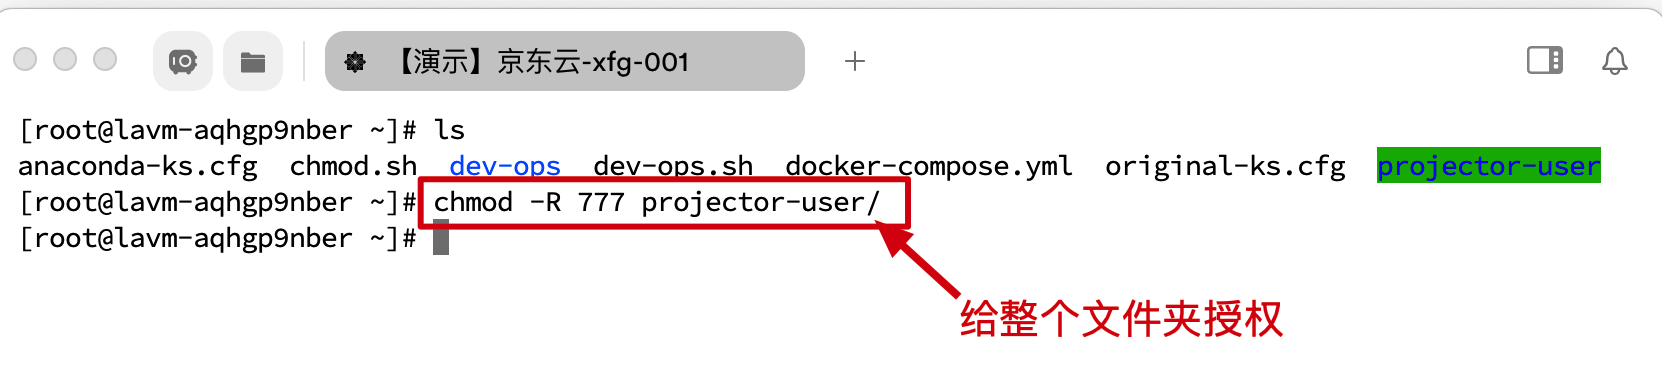 【演示】京东云-xfg-001
[root@lavm-aqhgp9nber ~]# ls
anaconda-ks.cfg  chmod.sh  dev-ops  dev-ops.sh  docker-compose.yml  original-ks.cfg  projector-user
[root@lavm-aqhgp9nber ~]# chmod -R 777 projector-user/
[root@lavm-aqhgp9nber ~]#
给整个文件夹授权